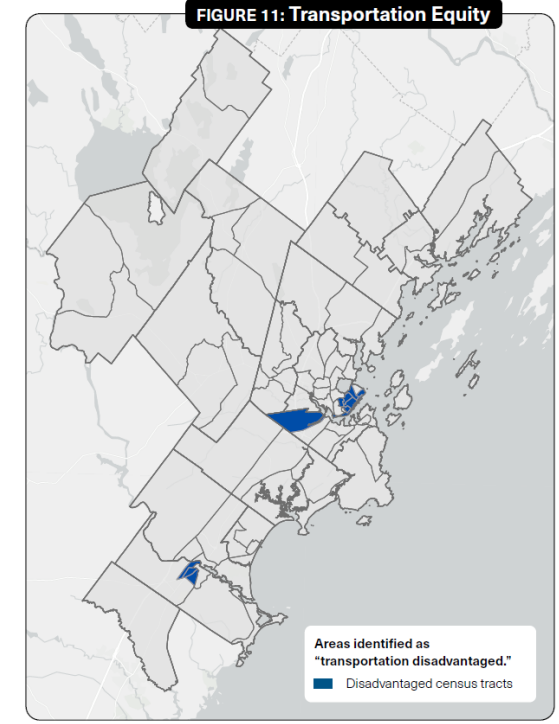 FIGURE 11: Transportation Equity
Areas identified as
“transportation disadvantaged.”
Disadvantaged census tracts